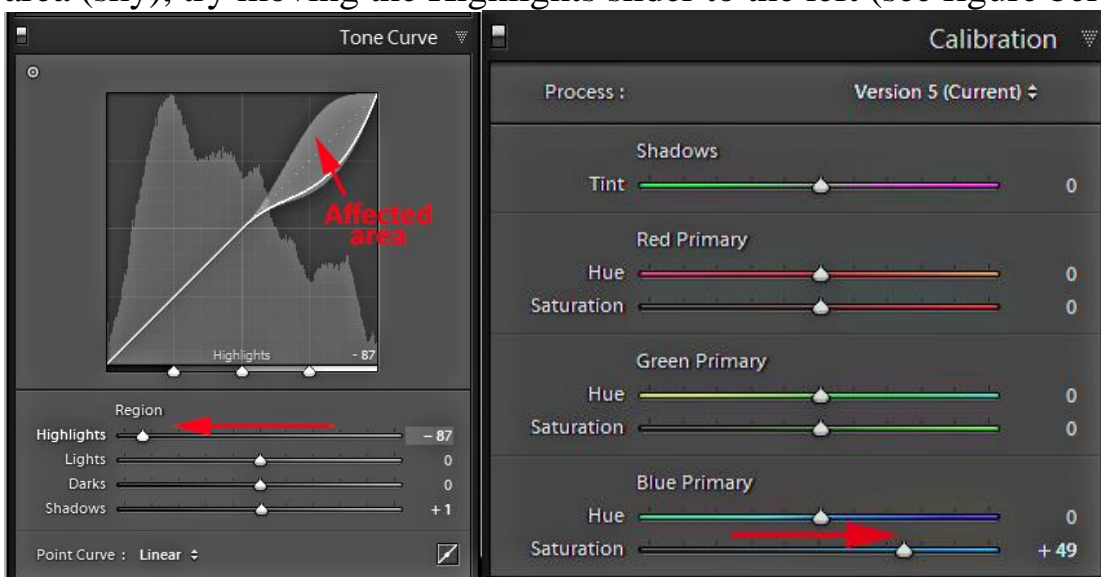 Tone Curve
Affected
area
Highlights - 87
Region
Highlights - 87
Lights 0
Darks 0
Shadows + 1
Point Curve : Linear
Calibration
Process : Version 5 (Current)
Shadows
Tint 0
Red Primary
Hue 0
Saturation 0
Green Primary
Hue 0
Saturation 0
Blue Primary
Hue 0
Saturation + 49